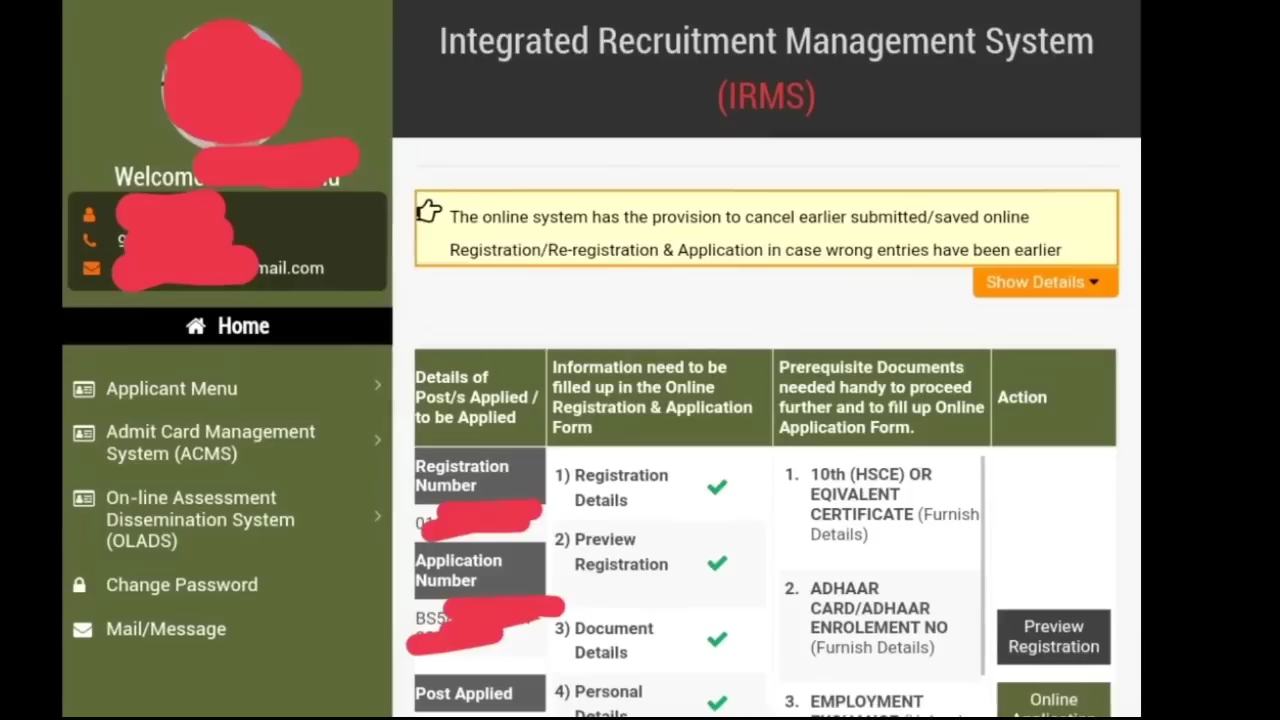 Integrated Recruitment Management System
(IRMS)
Welcome
mail.com
Home
Applicant Menu
Admit Card Management
System (ACMS)
On-line Assessment
Dissemination System
(OLADS)
Change Password
Mail/Message
The online system has the provision to cancel earlier submitted/saved online
Registration/Re-registration & Application in case wrong entries have been earlier
Show Details
Details of
Post/s Applied /
to be Applied
Information need to be
filled up in the Online
Registration & Application
Form
Prerequisite Documents
needed handy to proceed
further and to fill up Online
Application Form.
Action
Registration
Number
Application
Number
BS5
Post Applied
1) Registration
Details
2) Preview
Registration
3) Document
Details
4) Personal
Details
1. 10th (HSCE) OR
EQIVALENT
CERTIFICATE (Furnish
Details)
2. ADHAAR
CARD/ADHAAR
ENROLEMENT NO
(Furnish Details)
3. EMPLOYMENT
Preview
Registration
Online
Application